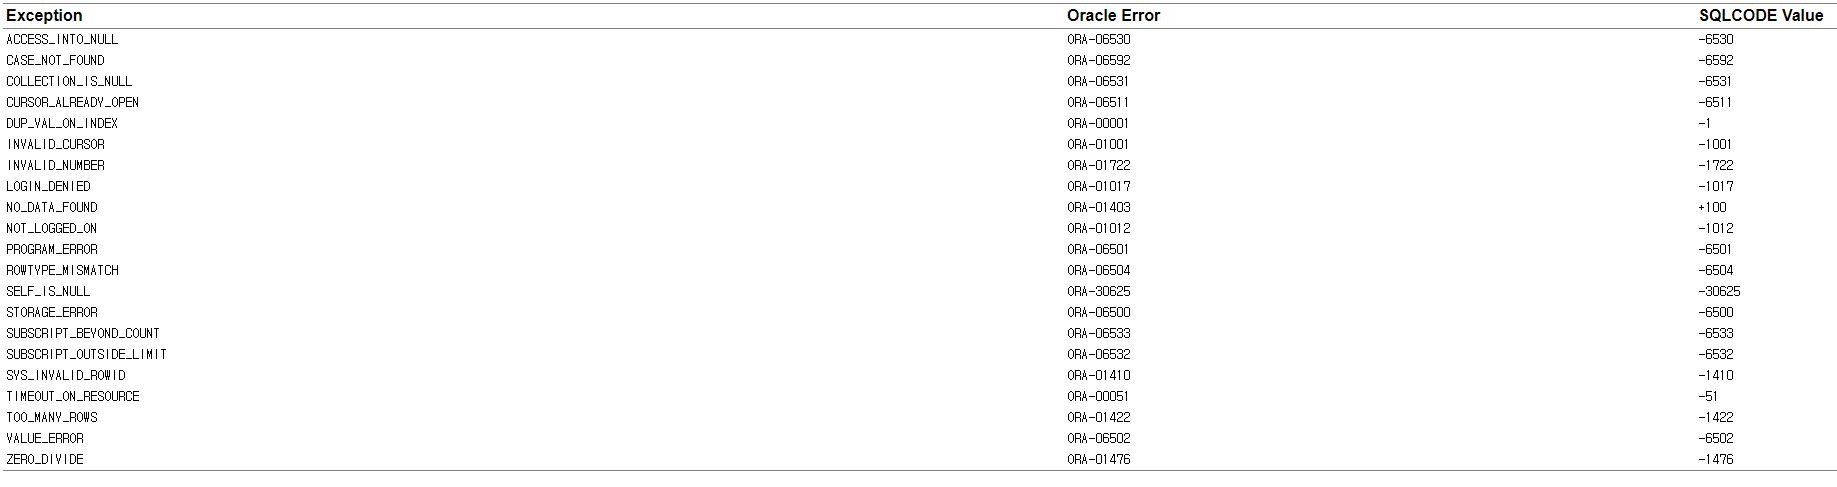 Exception Oracle Error SQLCODE Value
ACCESS_INTO_NULL ORA-06530 -6530
CASE_NOT_FOUND ORA-06592 -6592
COLLECTION_IS_NULL ORA-06531 -6531
CURSOR_ALREADY_OPEN ORA-06511 -6511
DUP_VAL_ON_INDEX ORA-00001 -1
INVALID_CURSOR ORA-01001 -1001
INVALID_NUMBER ORA-01722 -1722
LOGIN_DENIED ORA-01017 -1017
NO_DATA_FOUND ORA-01403 +100
NOT_LOGGED_ON ORA-01012 -1012
PROGRAM_ERROR ORA-06501 -6501
ROWTYPE_MISMATCH ORA-06504 -6504
SELF_IS_NULL ORA-30625 -30625
STORAGE_ERROR ORA-06500 -6500
SUBSCRIPT_BEYOND_COUNT ORA-06533 -6533
SUBSCRIPT_OUTSIDE_LIMIT ORA-06532 -6532
SYS_INVALID_ROWID ORA-01410 -1410
TIMEOUT_ON_RESOURCE ORA-00051 -51
TOO_MANY_ROWS ORA-01422 -1422
VALUE_ERROR ORA-06502 -6502
ZERO_DIVIDE ORA-01476 -1476